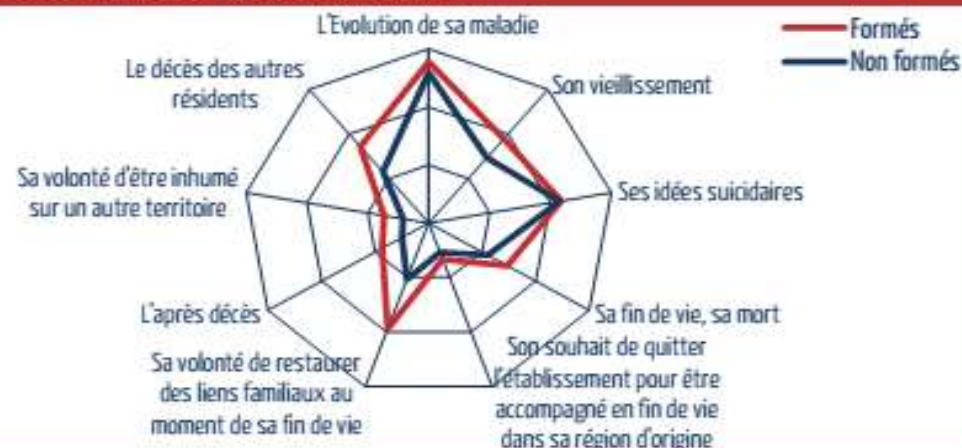 L'Evolution de sa maladie
Formés
Non formés
Le décès des autres
résidents
Son vieillissement
Sa volonté d'être inhumé
sur un autre territoire
Ses idées suicidaires
L'après décès
Sa fin de vie, sa mort
Sa volonté de restaurer
des liens familiaux au
moment de sa fin de vie
Son souhait de quitter
l'établissement pour être
accompagné en fin de vie
dans sa région d'origine